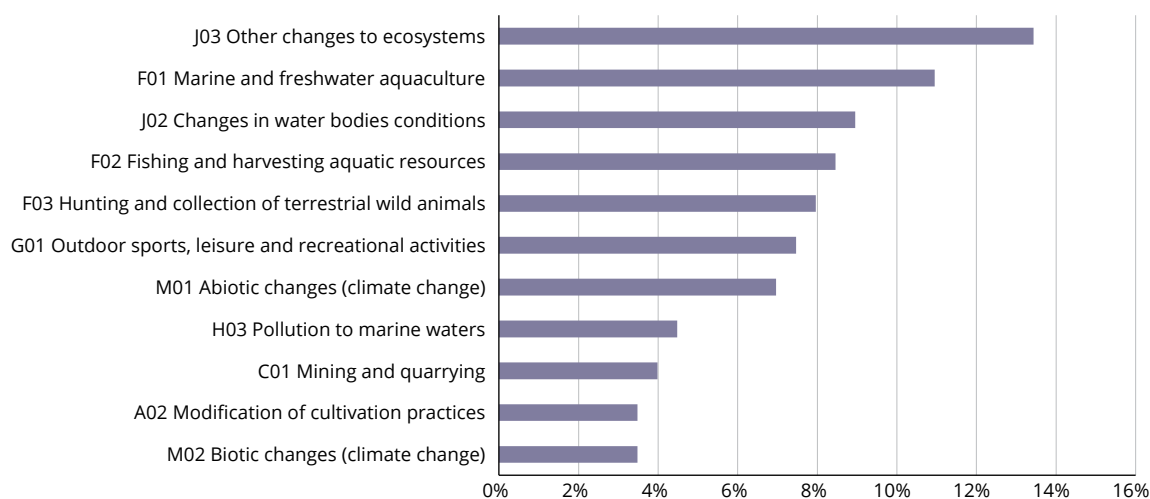 J03 Other changes to ecosystems
F01 Marine and freshwater aquaculture
J02 Changes in water bodies conditions
F02 Fishing and harvesting aquatic resources
F03 Hunting and collection of terrestrial wild animals
G01 Outdoor sports, leisure and recreational activities
M01 Abiotic changes (climate change)
H03 Pollution to marine waters
C01 Mining and quarrying
A02 Modification of cultivation practices
M02 Biotic changes (climate change)
0% 2% 4% 6% 8% 10% 12% 14% 16%